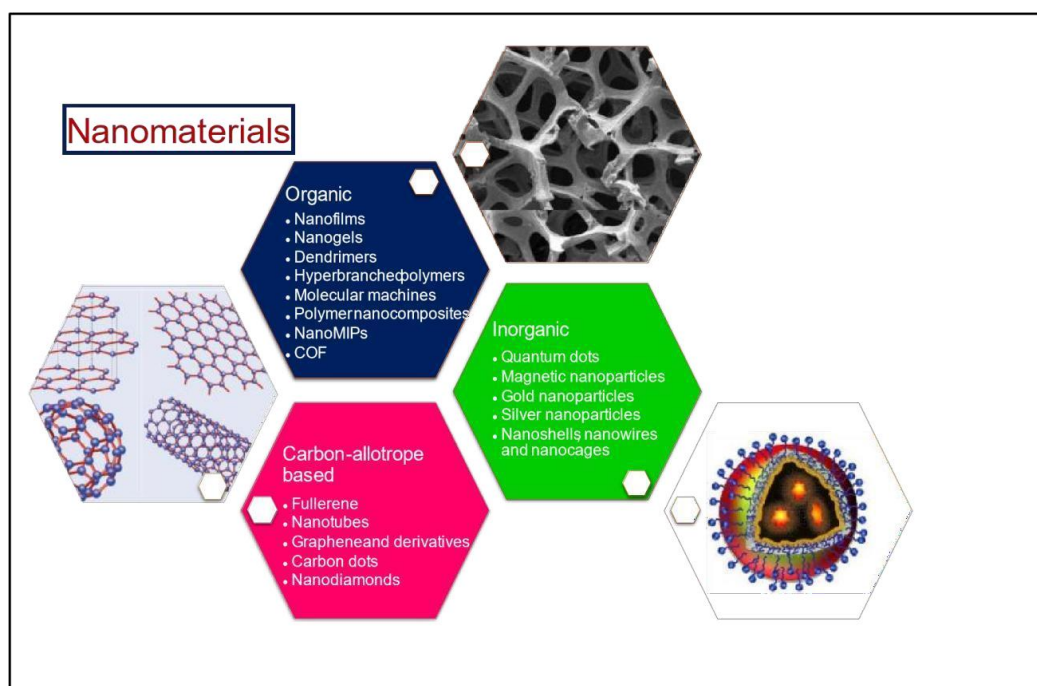 Nanomaterials
Organic
• Nanofilms
• Nanogels
• Dendrimers
• Hyperbranchedpolymers
• Molecular machines
• Polymernanocomposites
• NanoMIPs
• COF
Inorganic
• Quantum dots
• Magnetic nanoparticles
• Gold nanoparticles
• Silver nanoparticles
• Nanoshells, nanowires
and nanocages
Carbon-allotrope
based
• Fullerene
• Nanotubes
• Grapheneand derivatives
• Carbon dots
• Nanodiamonds